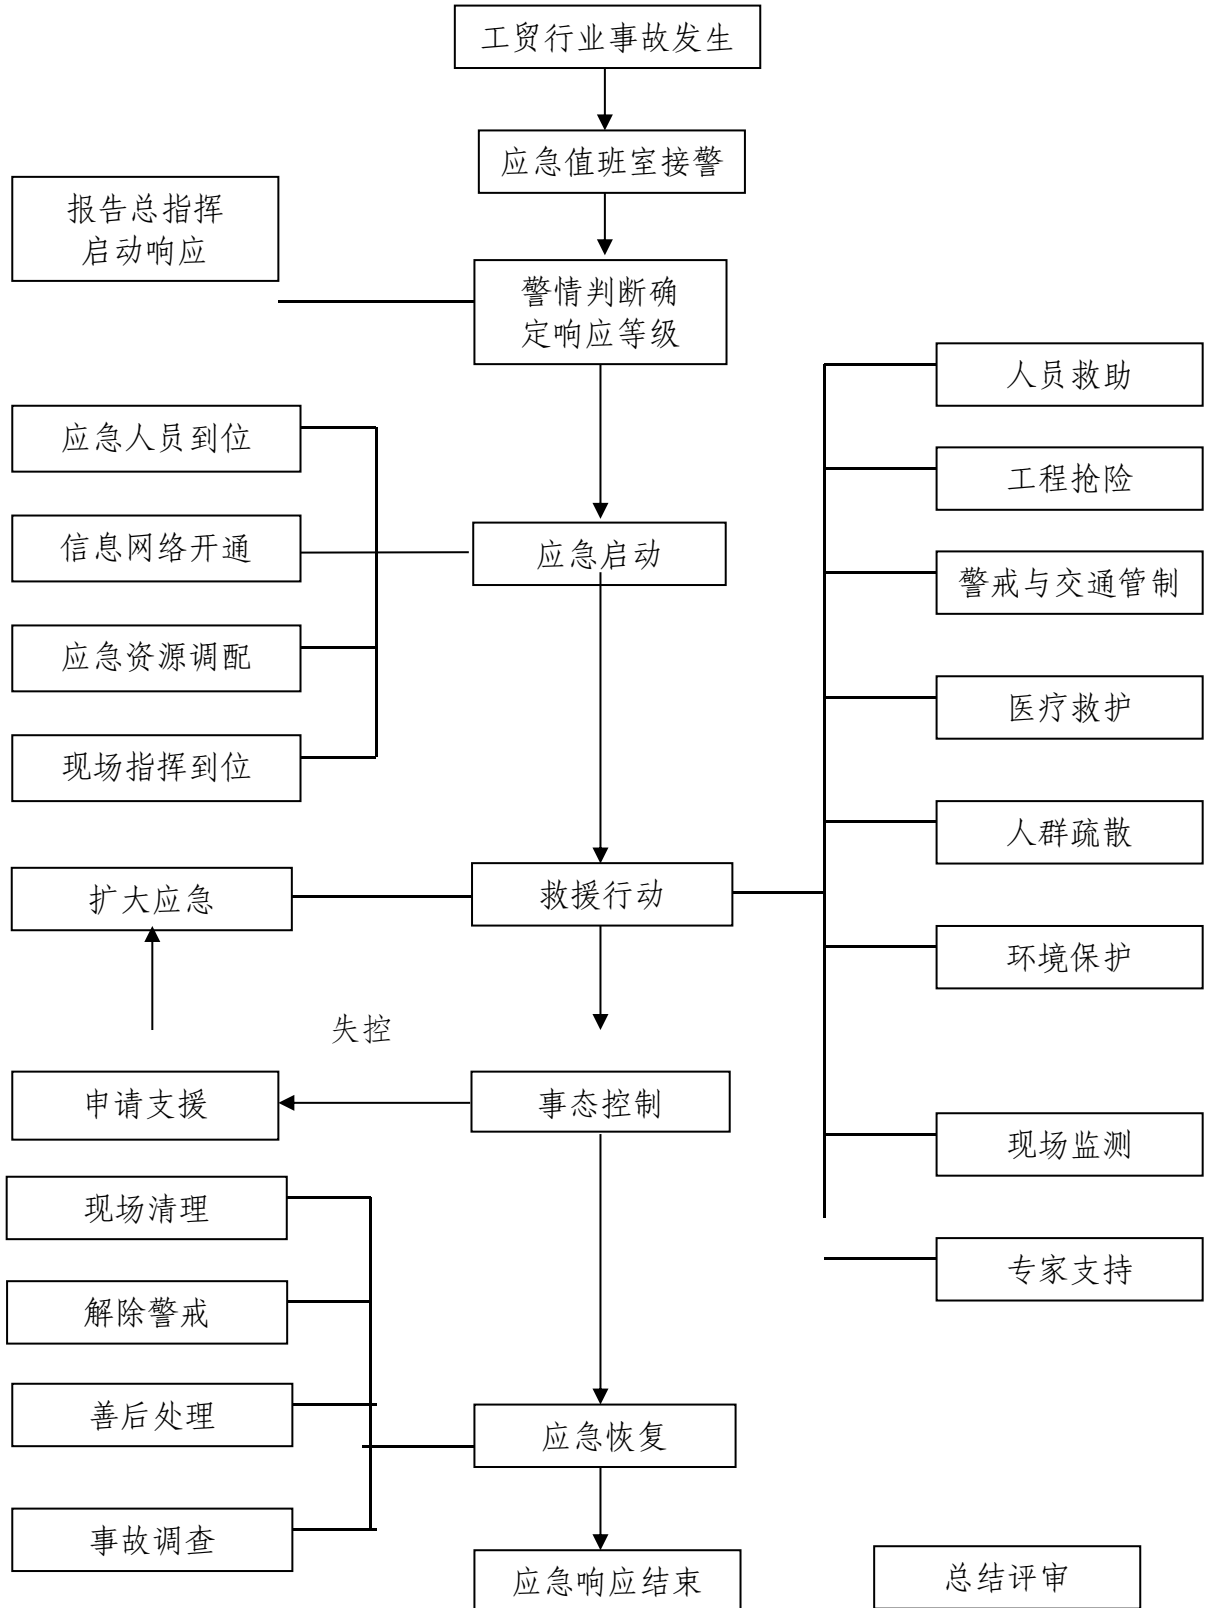 工贸行业事故发生
应急值班室接警
报告总指挥
启动响应
警情判断确
定响应等级
人员救助
应急人员到位
工程抢险
信息网络开通
应急启动
警戒与交通管制
应急资源调配
医疗救护
现场指挥到位
人群疏散
扩大应急
救援行动
环境保护
失控
申请支援
事态控制
现场监测
现场清理
专家支持
解除警戒
善后处理
应急恢复
事故调查
应急响应结束
总结评审